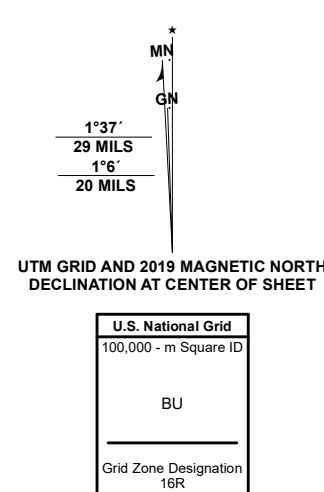 ★
MN
GN
1°37´
29 MILS
1°6´
20 MILS
UTM GRID AND 2019 MAGNETIC NORTH
DECLINATION AT CENTER OF SHEET
U.S. National Grid
100,000 - m Square ID
BU
Grid Zone Designation
16R